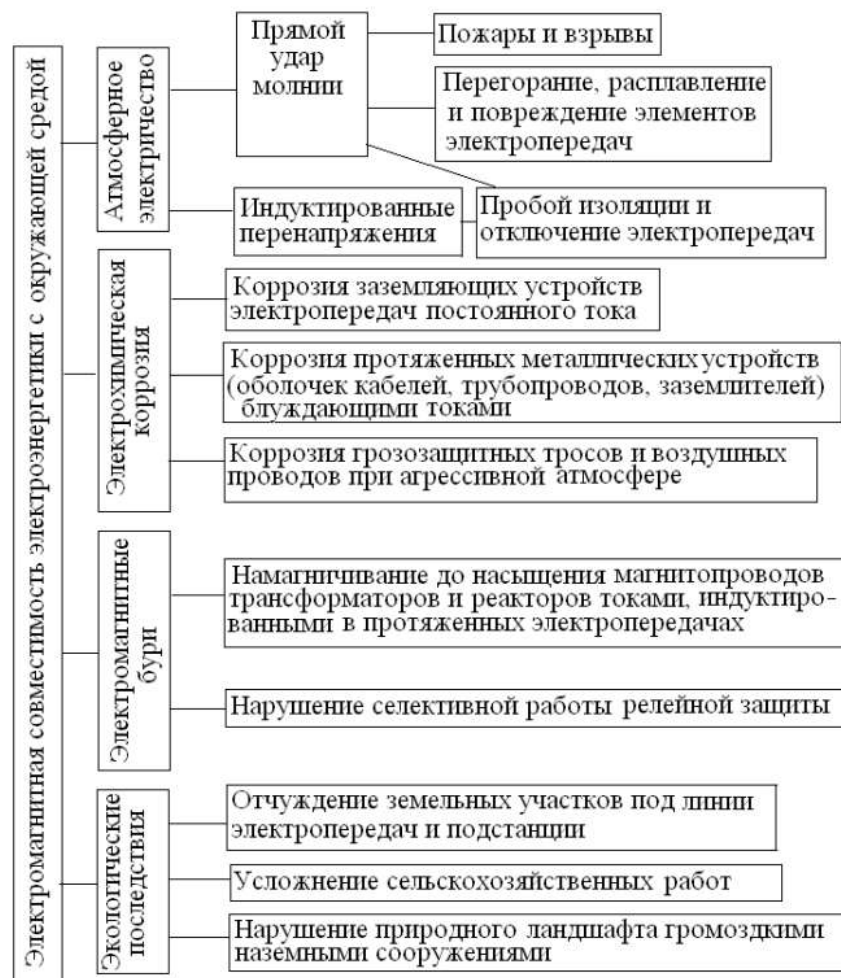 Электромагнитная совместимость электроэнергетики с окружающей средой
Атмосферное
электричество
Прямой
удар
молнии
Пожары и взрывы
Перегорание, расплавление
и повреждение элементов
электропередач
Индуктированные
перенапряжения
Пробой изоляции и
отключение электропередач
Электрохимическая
коррозия
Коррозия заземляющих устройств
электропередач постоянного тока
Коррозия протяженных металлических устройств
(оболочек кабелей, трубопроводов, заземлителей)
блуждающими токами
Коррозия грозозащитных тросов и воздушных
проводов при агрессивной атмосфере
Электромагнитные
бури
Намагничивание до насыщения магнитопроводов
трансформаторов и реакторов токами, индуктиро-
ванными в протяженных электропередачах
Нарушение селективной работы релейной защиты
Экологические
последствия
Отчуждение земельных участков под линии
электропередач и подстанции
Усложнение сельскохозяйственных работ
Нарушение природного ландшафта громоздкими
наземными сооружениями